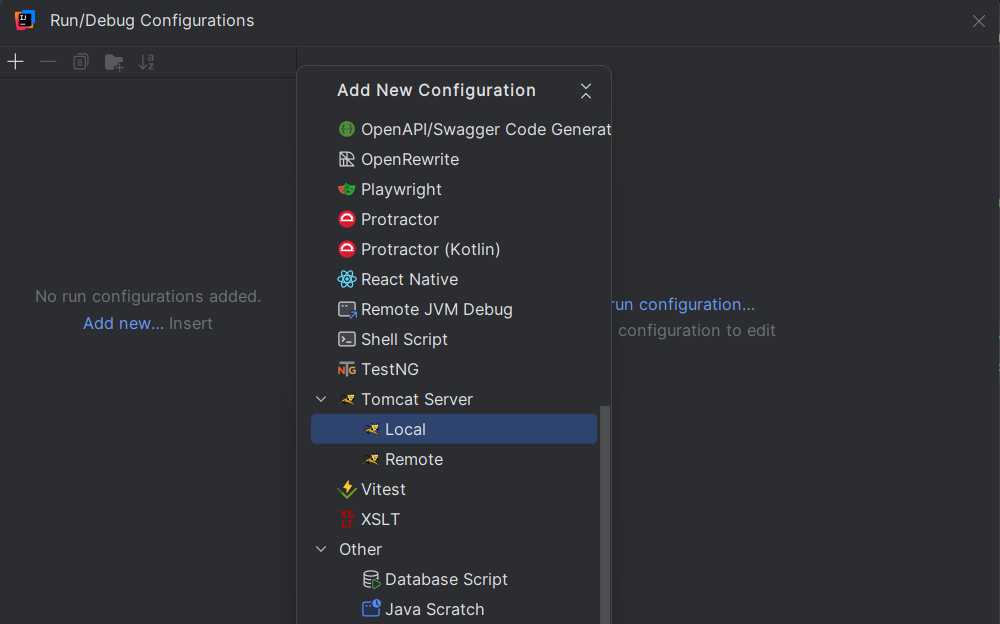 Run/Debug Configurations
Add New Configuration
OpenAPI/Swagger Code Generat
OpenRewrite
Playwright
Protractor
Protractor (Kotlin)
React Native
Remote JVM Debug
Shell Script
TestNG
Tomcat Server
Local
Remote
Vitest
XSLT
Other
Database Script
Java Scratch
No run configurations added.
Add new... Insert
run configuration...
configuration to edit